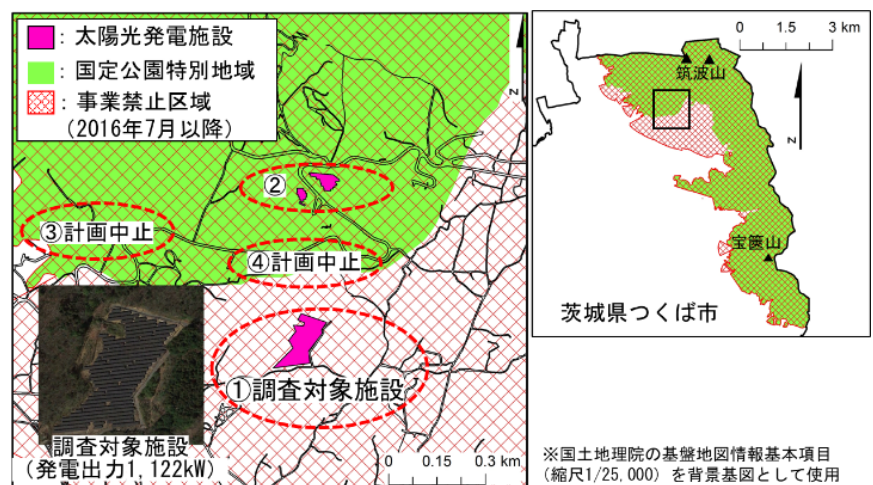 ：太陽光発電施設
：国定公園特別地域
：事業禁止区域
（2016年7月以降）
N
②
③計画中止
④計画中止
①調査対象施設
調査対象施設
（発電出力1,122kW）
0 0.15 0.3 km
0 1.5 3 km
筑波山
N
宝篋山
茨城県つくば市
※国土地理院の基盤地図情報基本項目
（縮尺1/25,000）を背景基図として使用